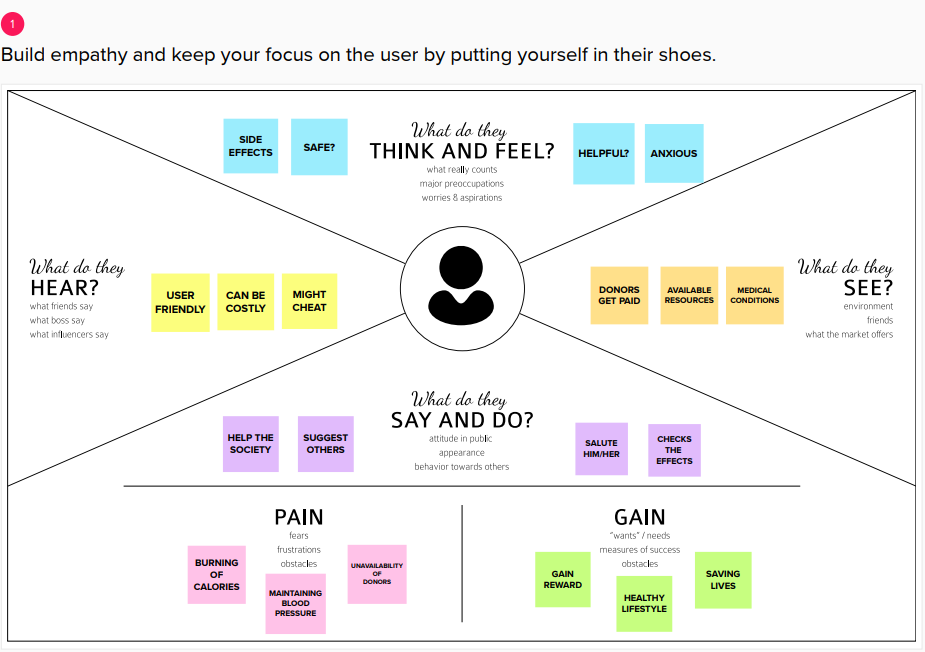 1
Build empathy and keep your focus on the user by putting yourself in their shoes.
What do they
THINK AND FEEL?
what really counts
major preoccupations
worries & aspirations
SIDE
EFFECTS
SAFE?
HELPFUL?
ANXIOUS
What do they
HEAR?
what friends say
what boss say
what influencers say
USER
FRIENDLY
CAN BE
COSTLY
MIGHT
CHEAT
DONORS
GET PAID
AVAILABLE
RESOURCES
MEDICAL
CONDITIONS
What do they
SEE?
environment
friends
what the market offers
What do they
SAY AND DO?
attitude in public
appearance
behavior towards others
HELP THE
SOCIETY
SUGGEST
OTHERS
SALUTE
HIM/HER
CHECKS
THE
EFFECTS
PAIN
fears
frustrations
obstacles
BURNING
OF
CALORIES
MAINTAINING
BLOOD
PRESSURE
UNAVAILABILITY
OF
DONORS
GAIN
"wants" / needs
measures of success
obstacles
GAIN
REWARD
HEALTHY
LIFESTYLE
SAVING
LIVES